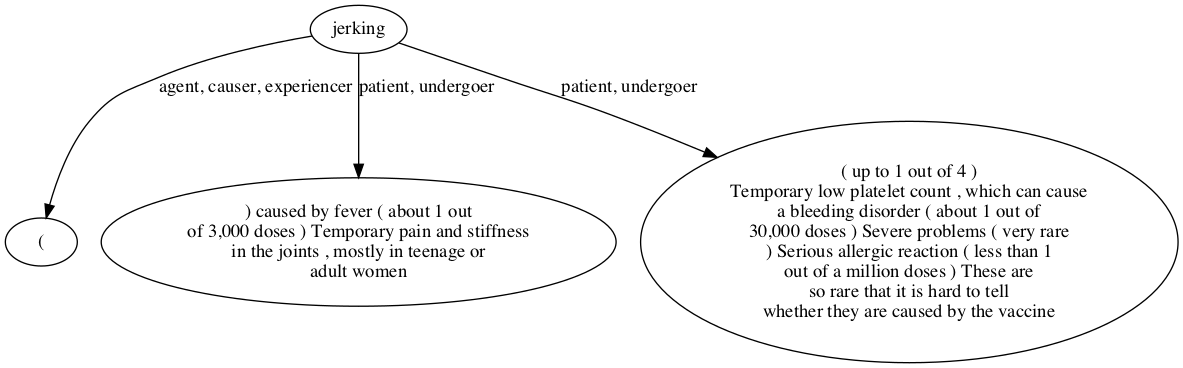 jerking
agent, causer, experiencer
patient, undergoer
patient, undergoer
(
) caused by fever ( about 1 out
of 3,000 doses ) Temporary pain and stiffness
in the joints , mostly in teenage or
adult women
( up to 1 out of 4 )
Temporary low platelet count , which can cause
a bleeding disorder ( about 1 out of
30,000 doses ) Severe problems ( very rare
) Serious allergic reaction ( less than 1
out of a million doses ) These are
so rare that it is hard to tell
whether they are caused by the vaccine